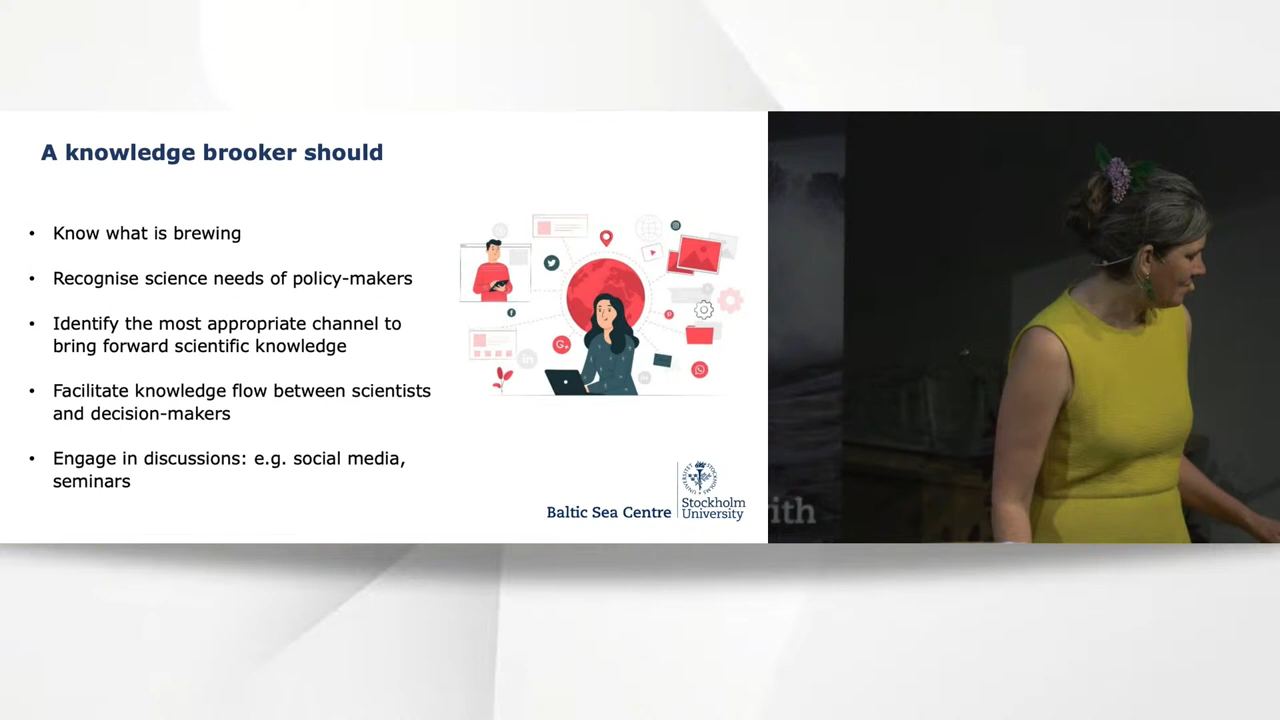 A knowledge brooker should
• Know what is brewing
• Recognise science needs of policy-makers
• Identify the most appropriate channel to
bring forward scientific knowledge
• Facilitate knowledge flow between scientists
and decision-makers
• Engage in discussions: e.g. social media,
seminars
Baltic Sea Centre
Stockholm
University
ith